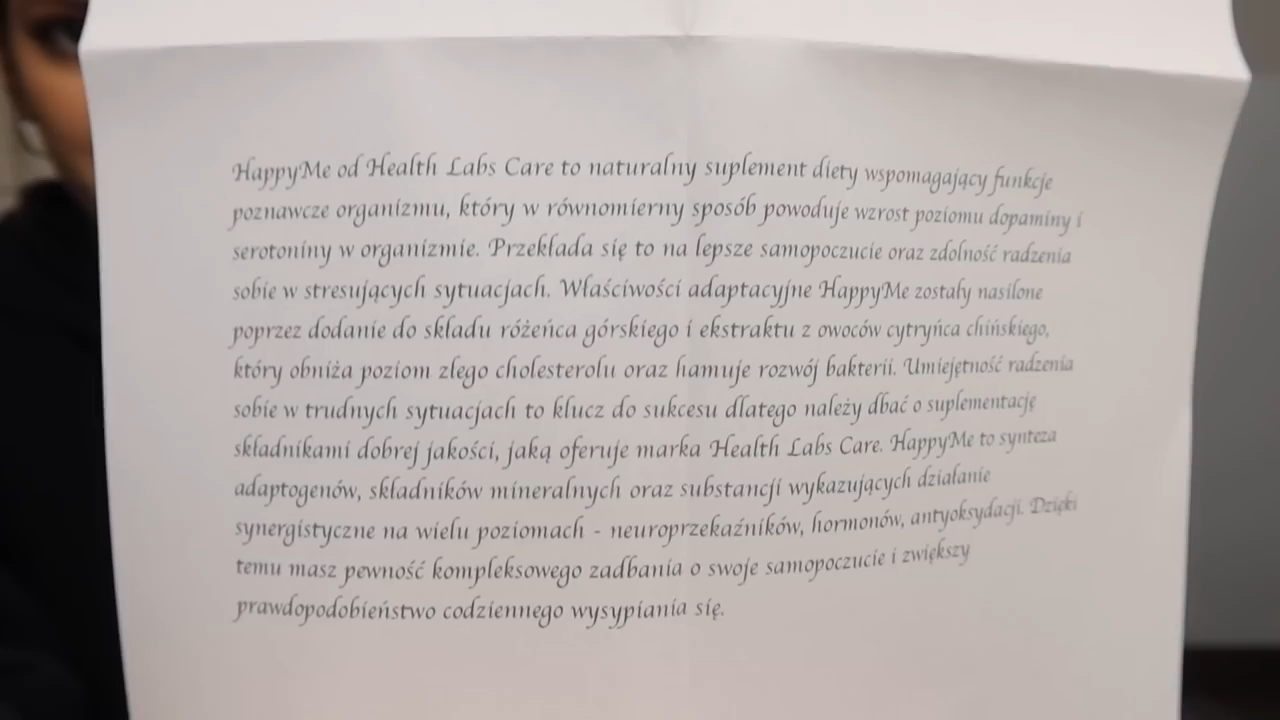 HappyMe od Health Labs Care to naturalny suplement diety wspomagający funkcje
poznawcze organizmu, który w równomierny sposób powoduje wzrost poziomu dopaminy i
serotoniny w organizmie. Przekłada się to na lepsze samopoczucie oraz zdolność radzenia
sobie w stresujących sytuacjach. Właściwości adaptacyjne HappyMe zostały nasilone
poprzez dodanie do składu różeńca górskiego i ekstraktu z owoców cytryńca chińskiego,
który obniża poziom złego cholesterolu oraz hamuje rozwój bakterii. Umiejętność radzenia
sobie w trudnych sytuacjach to klucz do sukcesu dlatego należy dbać o suplementację
składnikami dobrej jakości, jaką oferuje marka Health Labs Care. HappyMe to synteza
adaptogenów, składników mineralnych oraz substancji wykazujących działanie
synergistyczne na wielu poziomach - neuroprzekaźników, hormonów, antyoksydacji. Dzięki
temu masz pewność kompleksowego zadbania o swoje samopoczucie i zwiększy
prawdopodobieństwo codziennego wysypiania się.